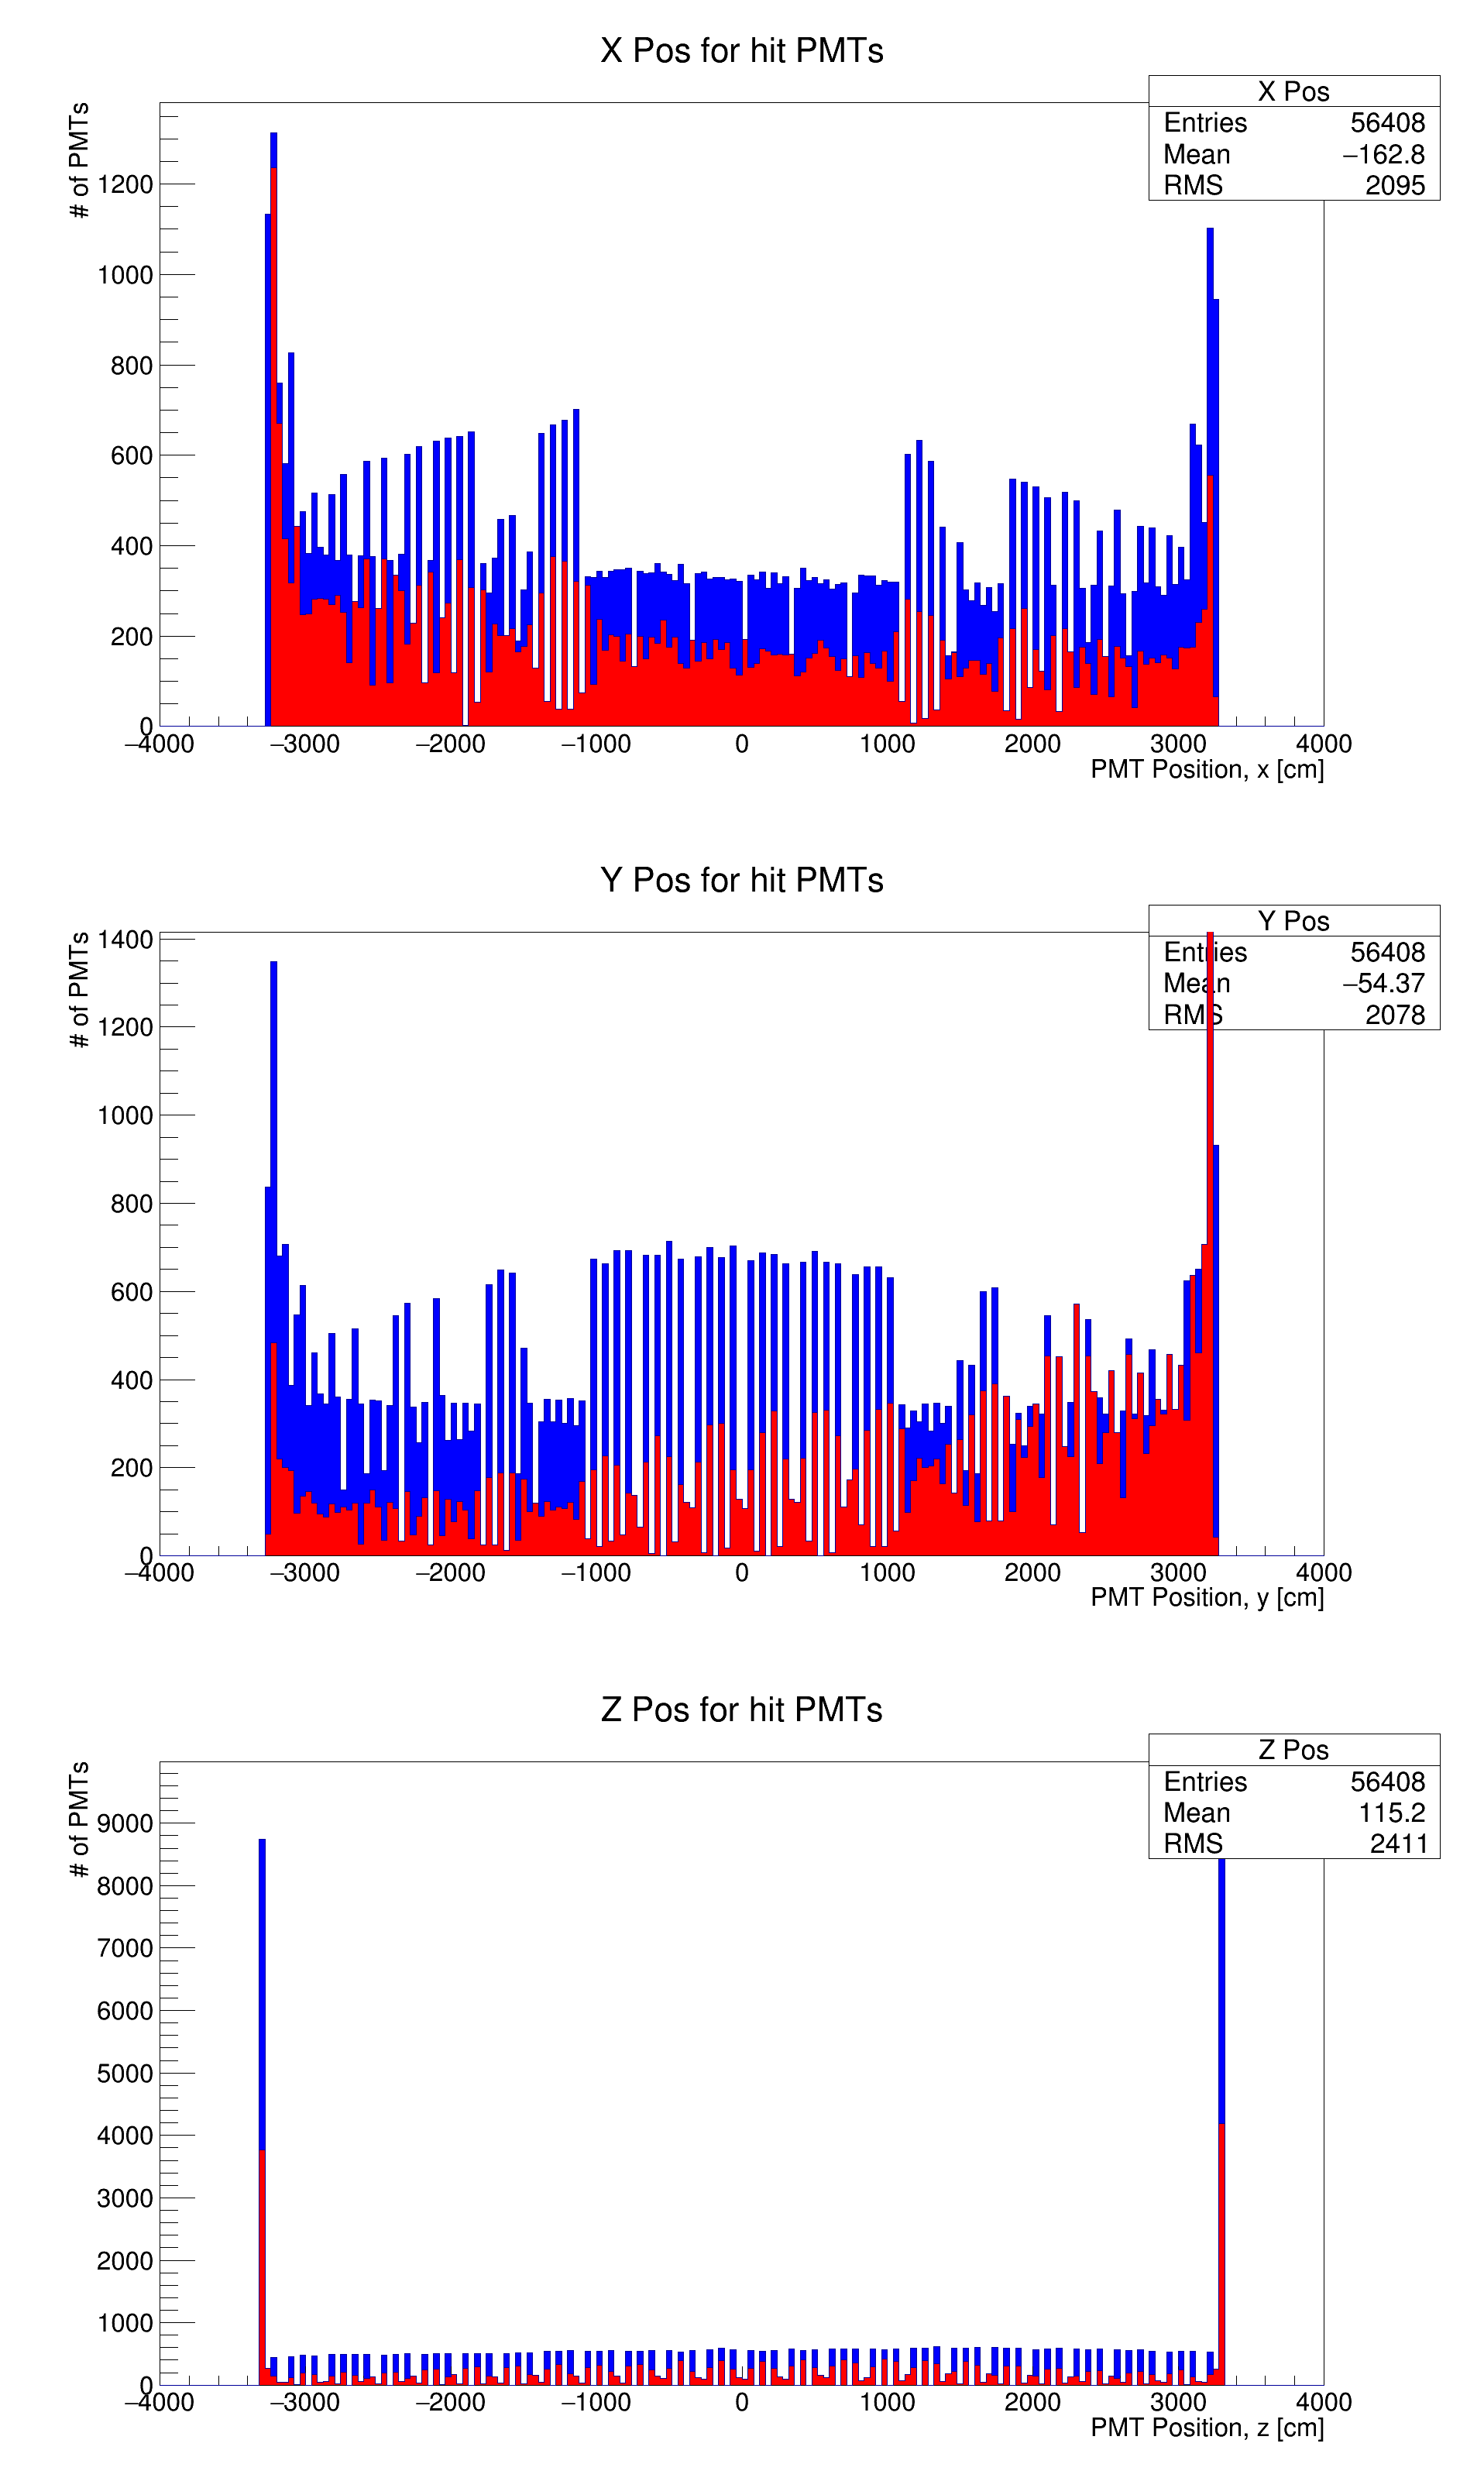 X Pos for hit PMTs
# of PMTs
X Pos
Entries 56408
Mean −162.8
RMS 2095
1200
1000
800
600
400
200
0
−4000 −3000 −2000 −1000 0 1000 2000 3000 4000
PMT Position, x [cm]
Y Pos for hit PMTs
# of PMTs
Y Pos
Entries 56408
Mean −54.37
RMS 2078
1400
1200
1000
800
600
400
200
0
−4000 −3000 −2000 −1000 0 1000 2000 3000 4000
PMT Position, y [cm]
Z Pos for hit PMTs
# of PMTs
Z Pos
Entries 56408
Mean 115.2
RMS 2411
9000
8000
7000
6000
5000
4000
3000
2000
1000
0
−4000 −3000 −2000 −1000 0 1000 2000 3000 4000
PMT Position, z [cm]